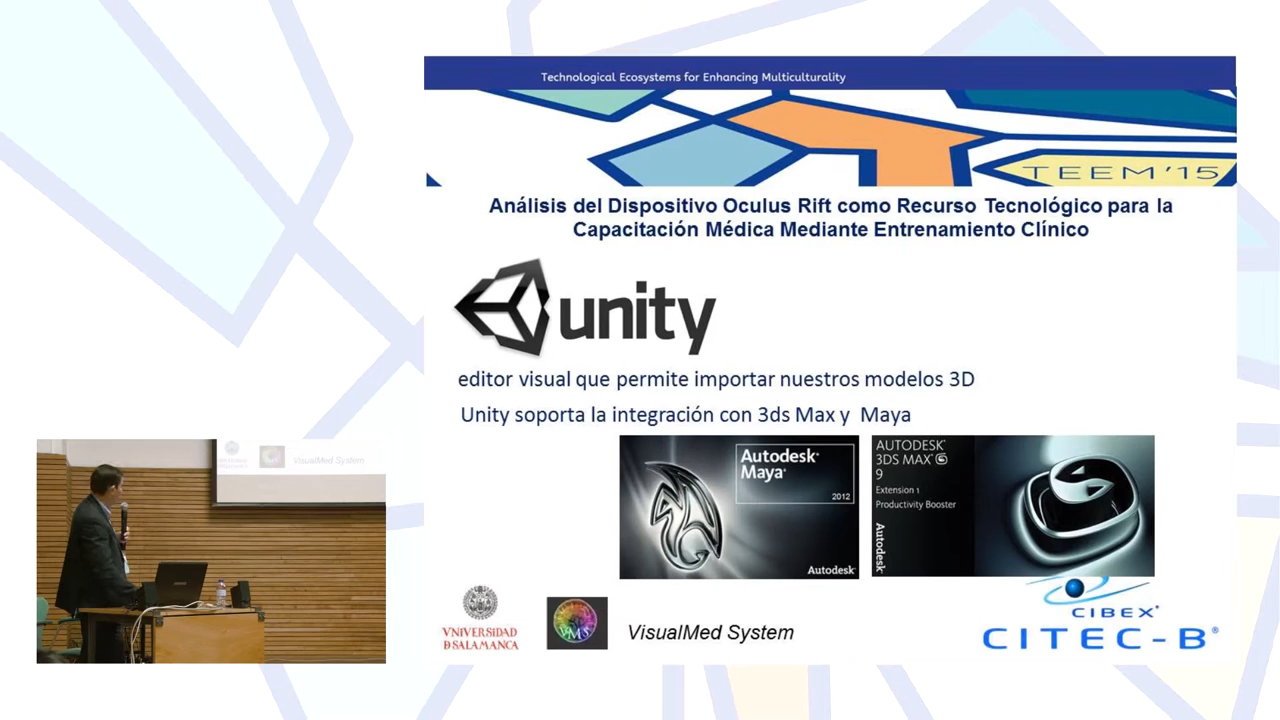 Technological Ecosystems for Enhancing Multiculturality
TEEM'15
Análisis del Dispositivo Oculus Rift como Recurso Tecnológico para la
Capacitación Médica Mediante Entrenamiento Clínico
unity
editor visual que permite importar nuestros modelos 3D
Unity soporta la integración con 3ds Max y Maya
Autodesk®
Maya®
2012
Autodesk
AUTODESK®
3DS MAX®
9
Extension 1
Productivity Booster
Autodesk
VNIVERSIDAD
D SALAMANCA
VMS
VisualMed System
CIBEX®
CITEC-B®
VisualMed System